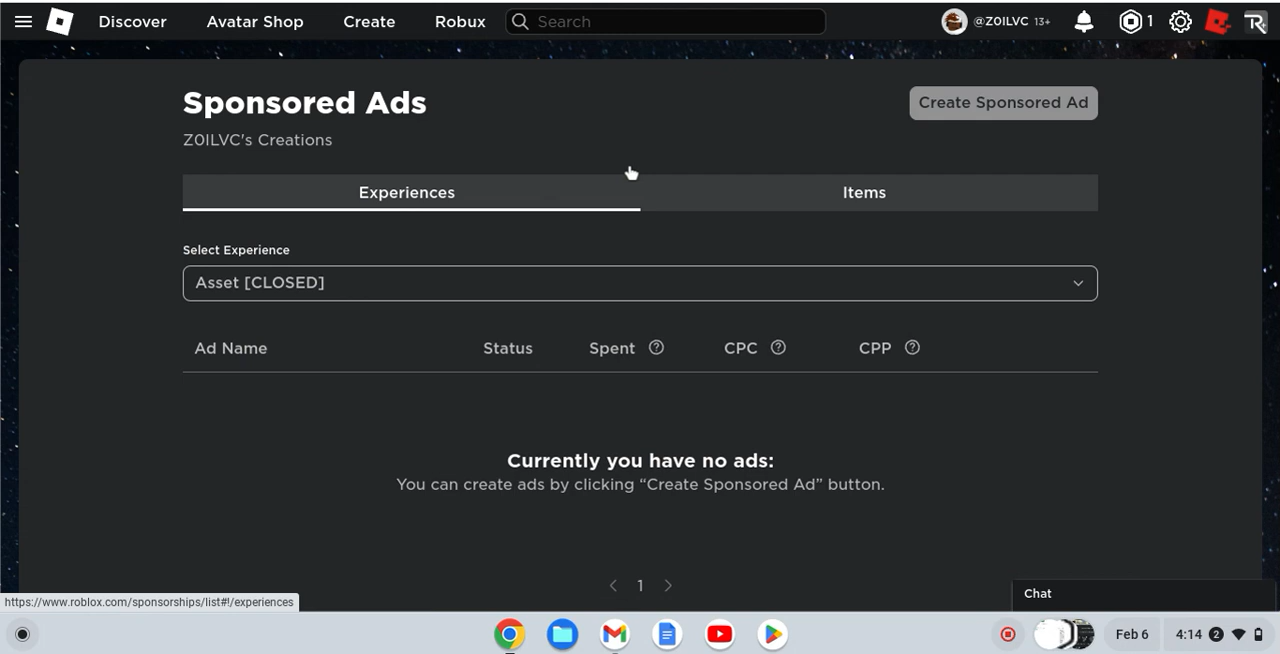 Discover Avatar Shop Create Robux Search @Z0ILVC 13+ 1
Sponsored Ads
Create Sponsored Ad
Z0ILVC's Creations
Experiences Items
Select Experience
Asset [CLOSED]
Ad Name Status Spent ? CPC ? CPP ?
Currently you have no ads:
You can create ads by clicking “Create Sponsored Ad” button.
1
https://www.roblox.com/sponsorships/list#!/experiences
Chat
Feb 6 4:14 2